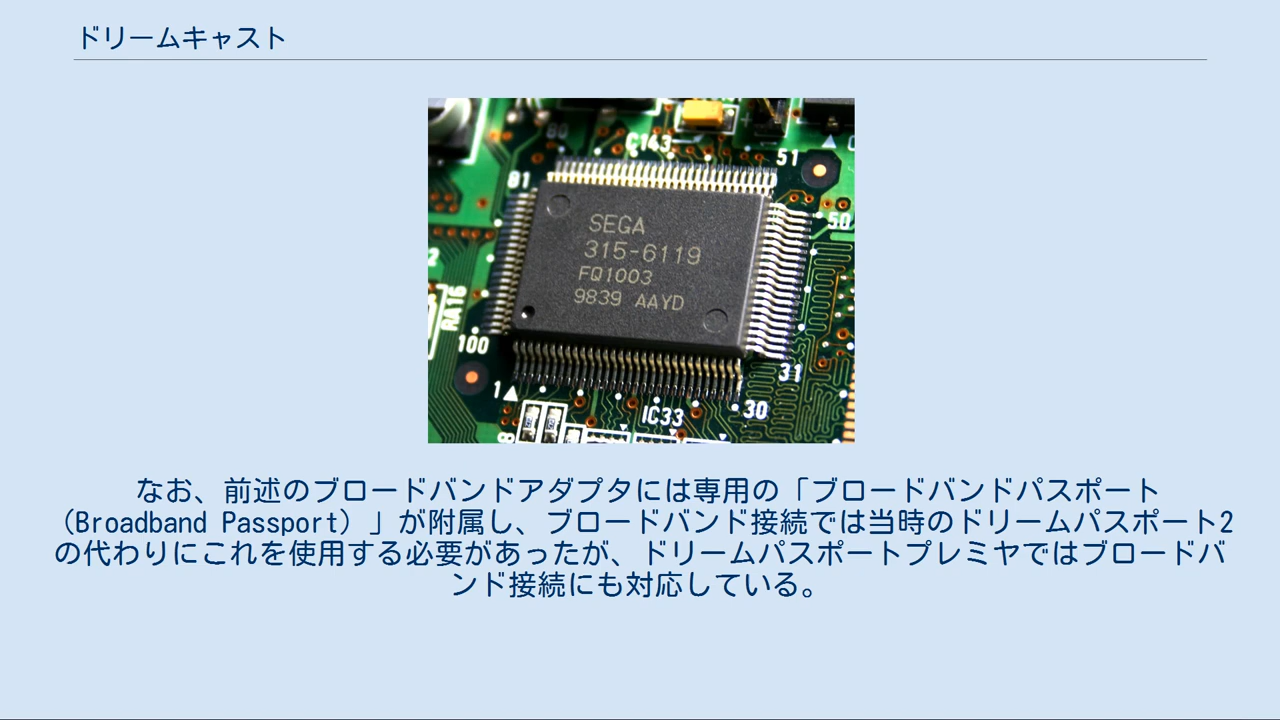 ドリームキャスト
80
C143
51
81
50
SEGA
315-6119
FQ1003
9839 AAYD
2
RA16
100
31
1
30
IC33
8
なお、前述のブロードバンドアダプタには専用の「ブロードバンドパスポート
（Broadband Passport）」が附属し、ブロードバンド接続では当時のドリームパスポート2
の代わりにこれを使用する必要があったが、ドリームパスポートプレミヤではブロードバ
ンド接続にも対応している。